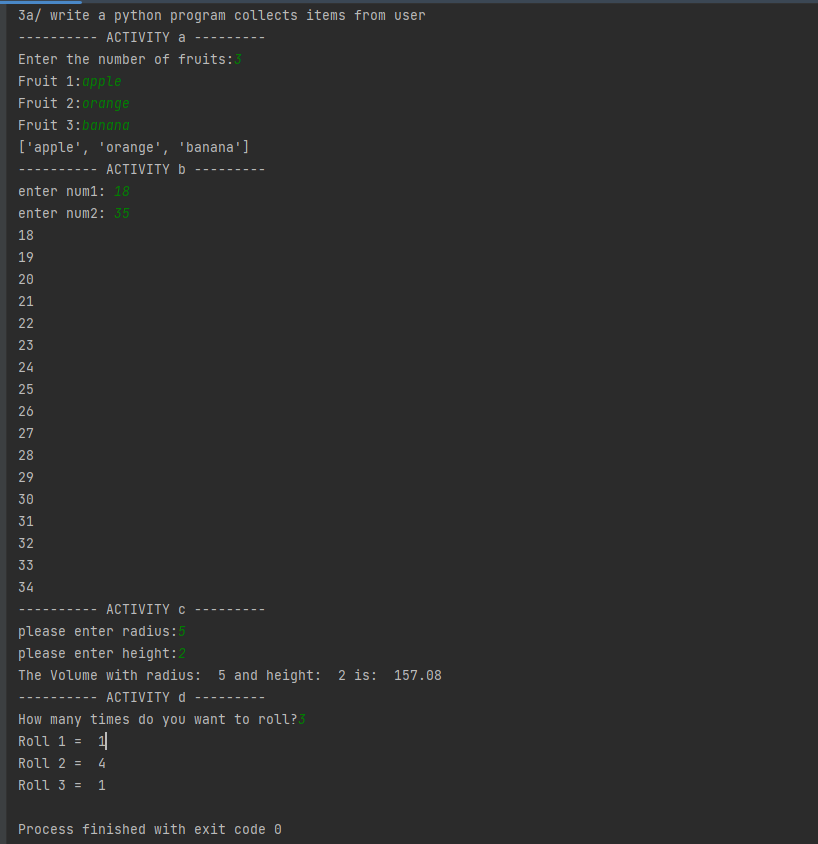 3a/ write a python program collects items from user
---------- ACTIVITY a ---------
Enter the number of fruits:3
Fruit 1:apple
Fruit 2:orange
Fruit 3:banana
['apple', 'orange', 'banana']
---------- ACTIVITY b ---------
enter num1: 18
enter num2: 35
18
19
20
21
22
23
24
25
26
27
28
29
30
31
32
33
34
---------- ACTIVITY c ---------
please enter radius:5
please enter height:2
The Volume with radius:  5 and height:  2 is:  157.08
---------- ACTIVITY d ---------
How many times do you want to roll?3
Roll 1 =  1
Roll 2 =  4
Roll 3 =  1
Process finished with exit code 0